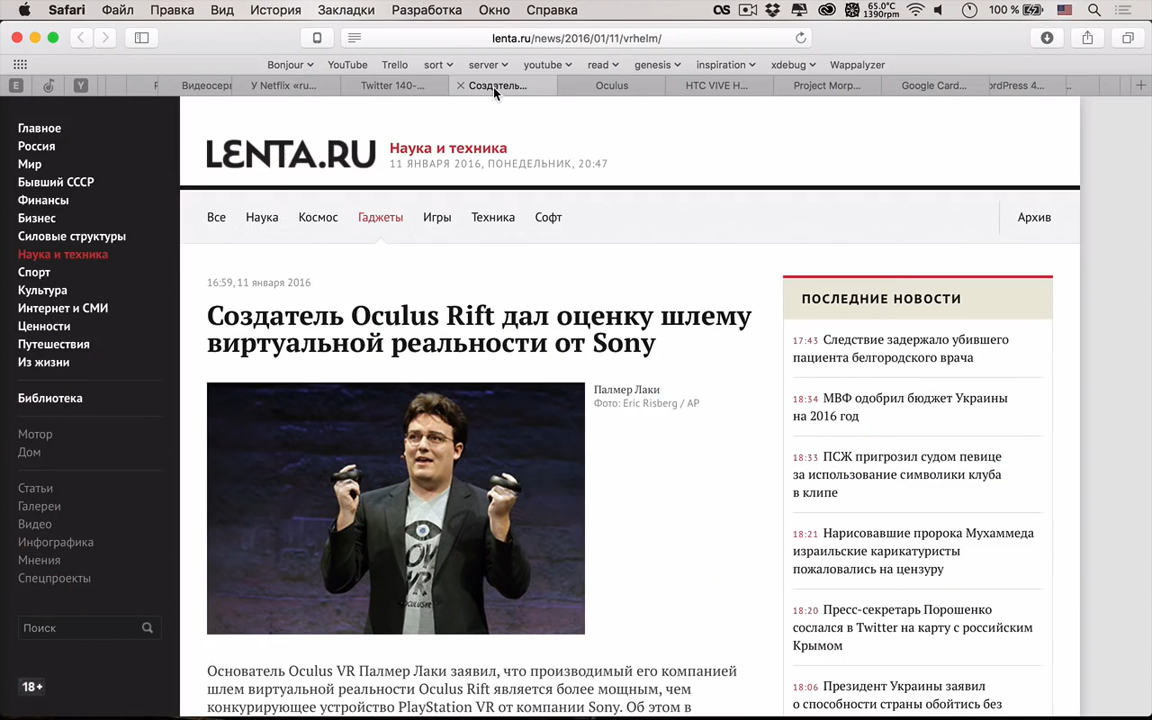 Safari Файл Правка Вид История Закладки Разработка Окно Справка
65.0°C
1390rpm
100 %
lenta.ru/news/2016/01/11/vrhelm/
Bonjour YouTube Trello sort server youtube read genesis inspiration xdebug Wappalyzer
E Y Видеосер У Netflix «ru... Twitter 140-... Создатель... Oculus HTC VIVE H... Project Morp... Google Card... ordPress 4...
Главное
Россия
Мир
Бывший СССР
Финансы
Бизнес
Силовые структуры
Наука и техника
Спорт
Культура
Интернет и СМИ
Ценности
Путешествия
Из жизни
Библиотека
Мотор
Дом
Статьи
Галереи
Видео
Инфографика
Мнения
Спецпроекты
Поиск
18+
LENTA.RU
Наука и техника
11 ЯНВАРЯ 2016, ПОНЕДЕЛЬНИК, 20:47
Все Наука Космос Гаджеты Игры Техника Софт Архив
16:59, 11 января 2016
Создатель Oculus Rift дал оценку шлему
виртуальной реальности от Sony
Палмер Лаки
Фото: Eric Risberg / AP
Основатель Oculus VR Палмер Лаки заявил, что производимый его компанией
шлем виртуальной реальности Oculus Rift является более мощным, чем
конкурирующее устройство PlayStation VR от компании Sony. Об этом в
ПОСЛЕДНИЕ НОВОСТИ
17:43 Следствие задержало убившего
пациента белгородского врача
18:34 МВФ одобрил бюджет Украины
на 2016 год
18:33 ПСЖ пригрозил судом певице
за использование символики клуба
в клипе
18:21 Нарисовавшие пророка Мухаммеда
израильские карикатуристы
пожаловались на цензуру
18:20 Пресс-секретарь Порошенко
сослался в Twitter на карту с российским
Крымом
18:06 Президент Украины заявил
о способности страны обойтись без